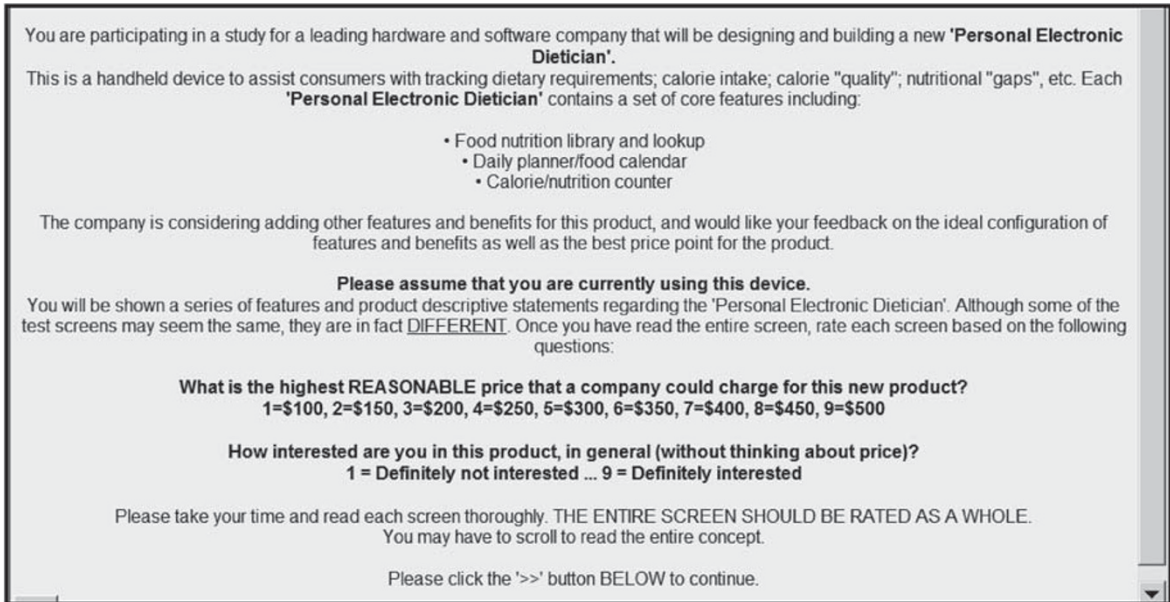 You are participating in a study for a leading hardware and software company that will be designing and building a new 'Personal Electronic
Dietician'.
This is a handheld device to assist consumers with tracking dietary requirements; calorie intake; calorie "quality"; nutritional "gaps", etc. Each
'Personal Electronic Dietician' contains a set of core features including:
• Food nutrition library and lookup
• Daily planner/food calendar
• Calorie/nutrition counter
The company is considering adding other features and benefits for this product, and would like your feedback on the ideal configuration of
features and benefits as well as the best price point for the product.
Please assume that you are currently using this device.
You will be shown a series of features and product descriptive statements regarding the 'Personal Electronic Dietician'. Although some of the
test screens may seem the same, they are in fact DIFFERENT. Once you have read the entire screen, rate each screen based on the following
questions:
What is the highest REASONABLE price that a company could charge for this new product?
1=$100, 2=$150, 3=$200, 4=$250, 5=$300, 6=$350, 7=$400, 8=$450, 9=$500
How interested are you in this product, in general (without thinking about price)?
1 = Definitely not interested ... 9 = Definitely interested
Please take your time and read each screen thoroughly. THE ENTIRE SCREEN SHOULD BE RATED AS A WHOLE.
You may have to scroll to read the entire concept.
Please click the '>>' button BELOW to continue.